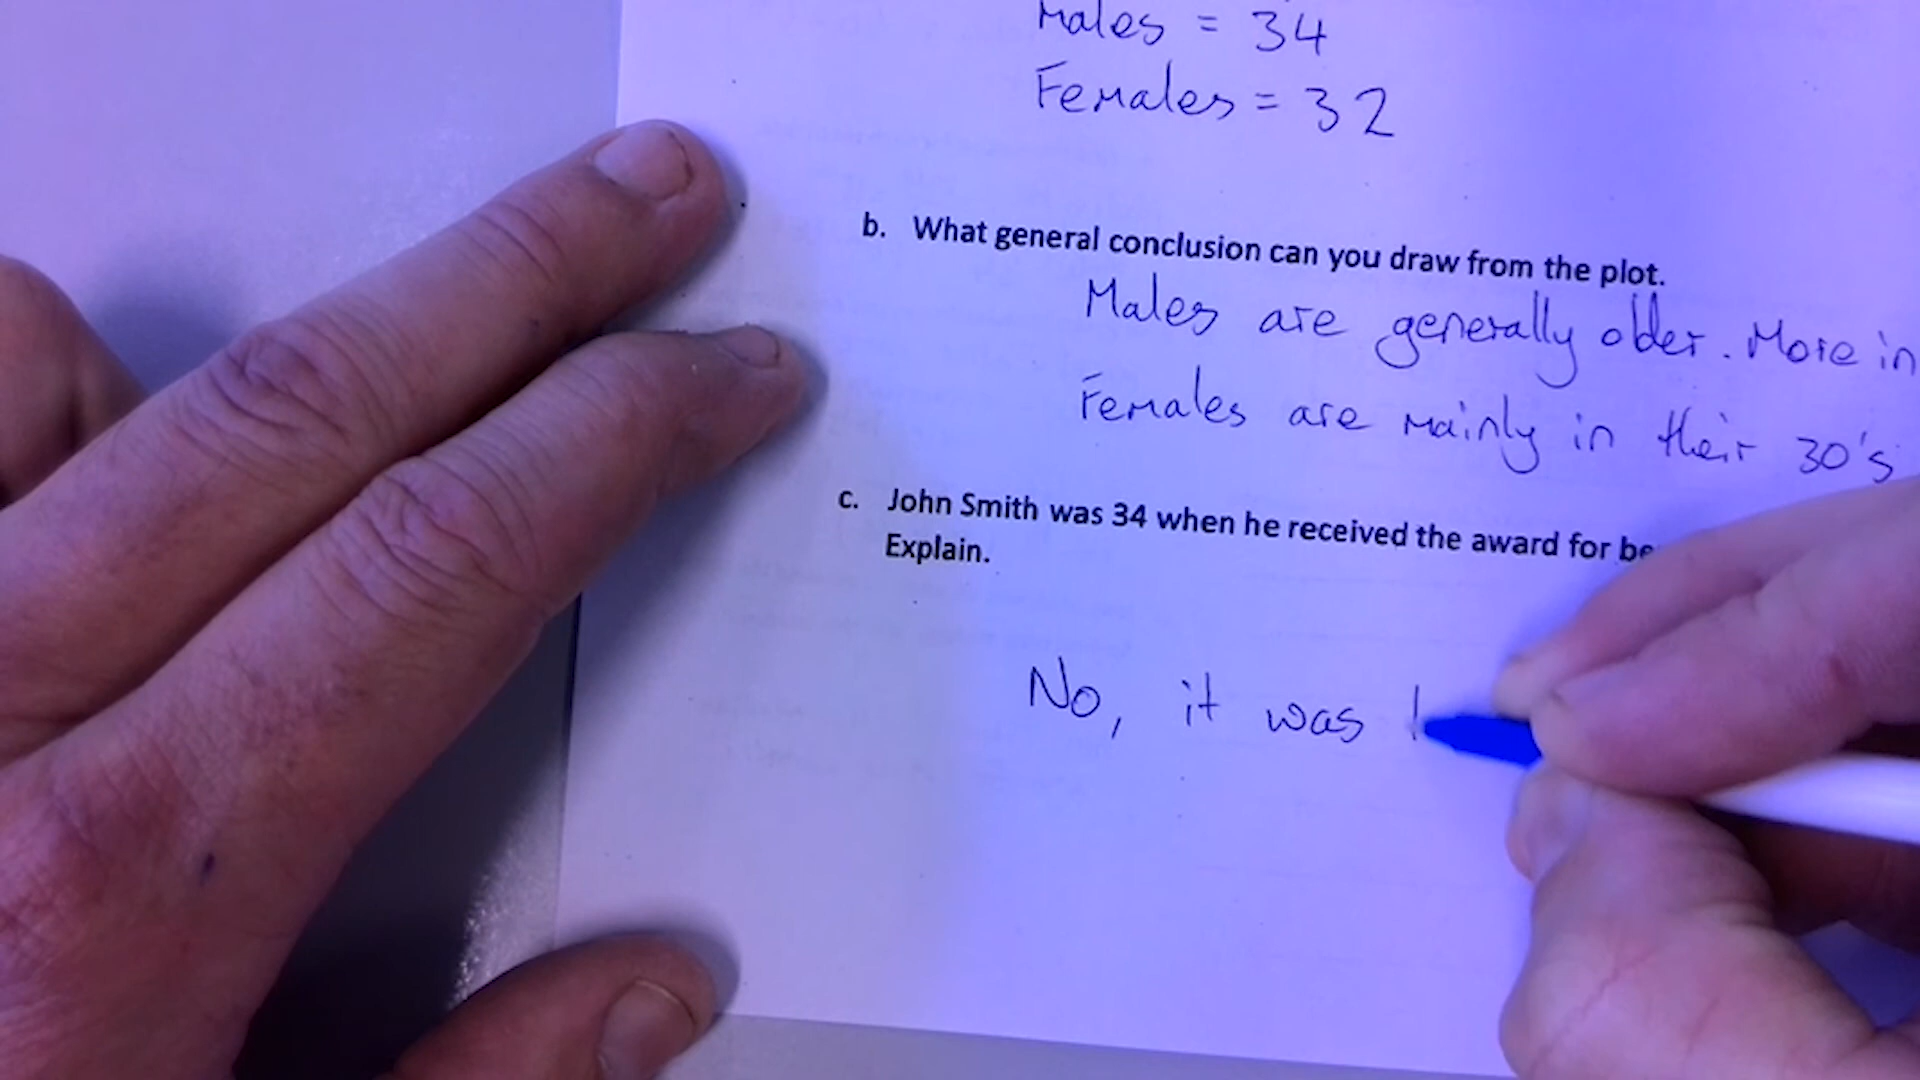 Males = 34
Females = 32
b. What general conclusion can you draw from the plot.
Males are generally older. More in
Females are mainly in their 30's
c. John Smith was 34 when he received the award for be
Explain.
No, it was